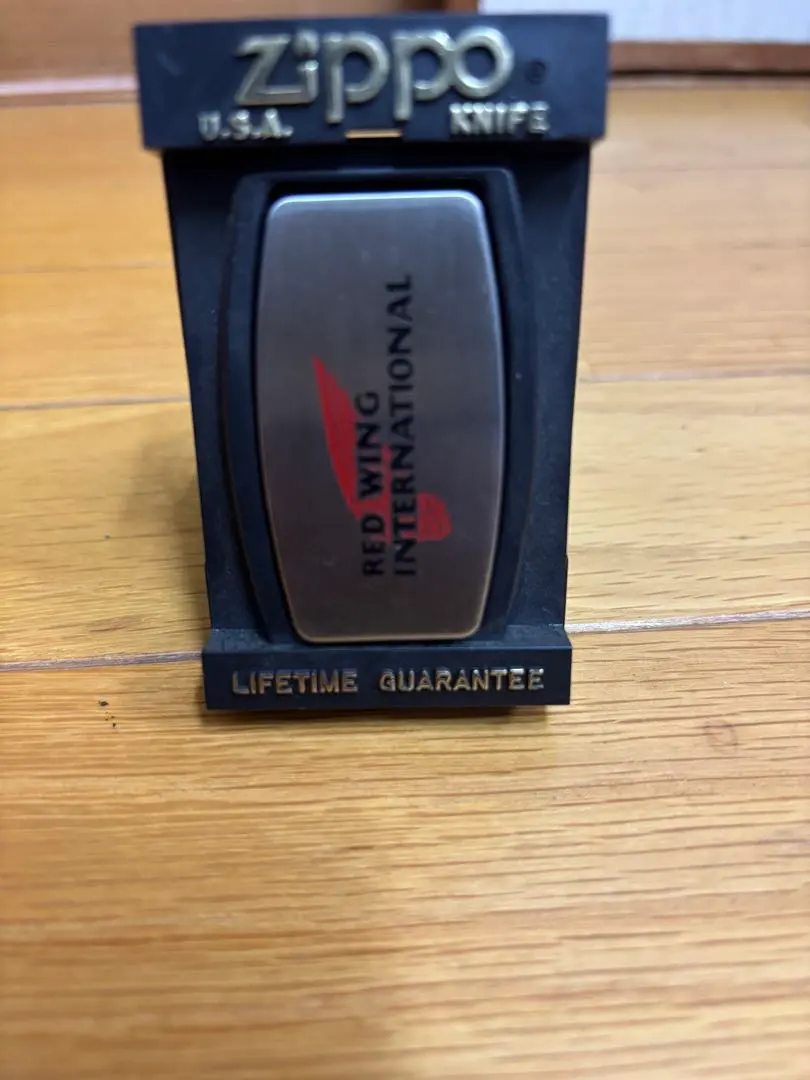 Zippo®
U.S.A. KNIFE
RED WING
INTERNATIONAL
LIFETIME GUARANTEE